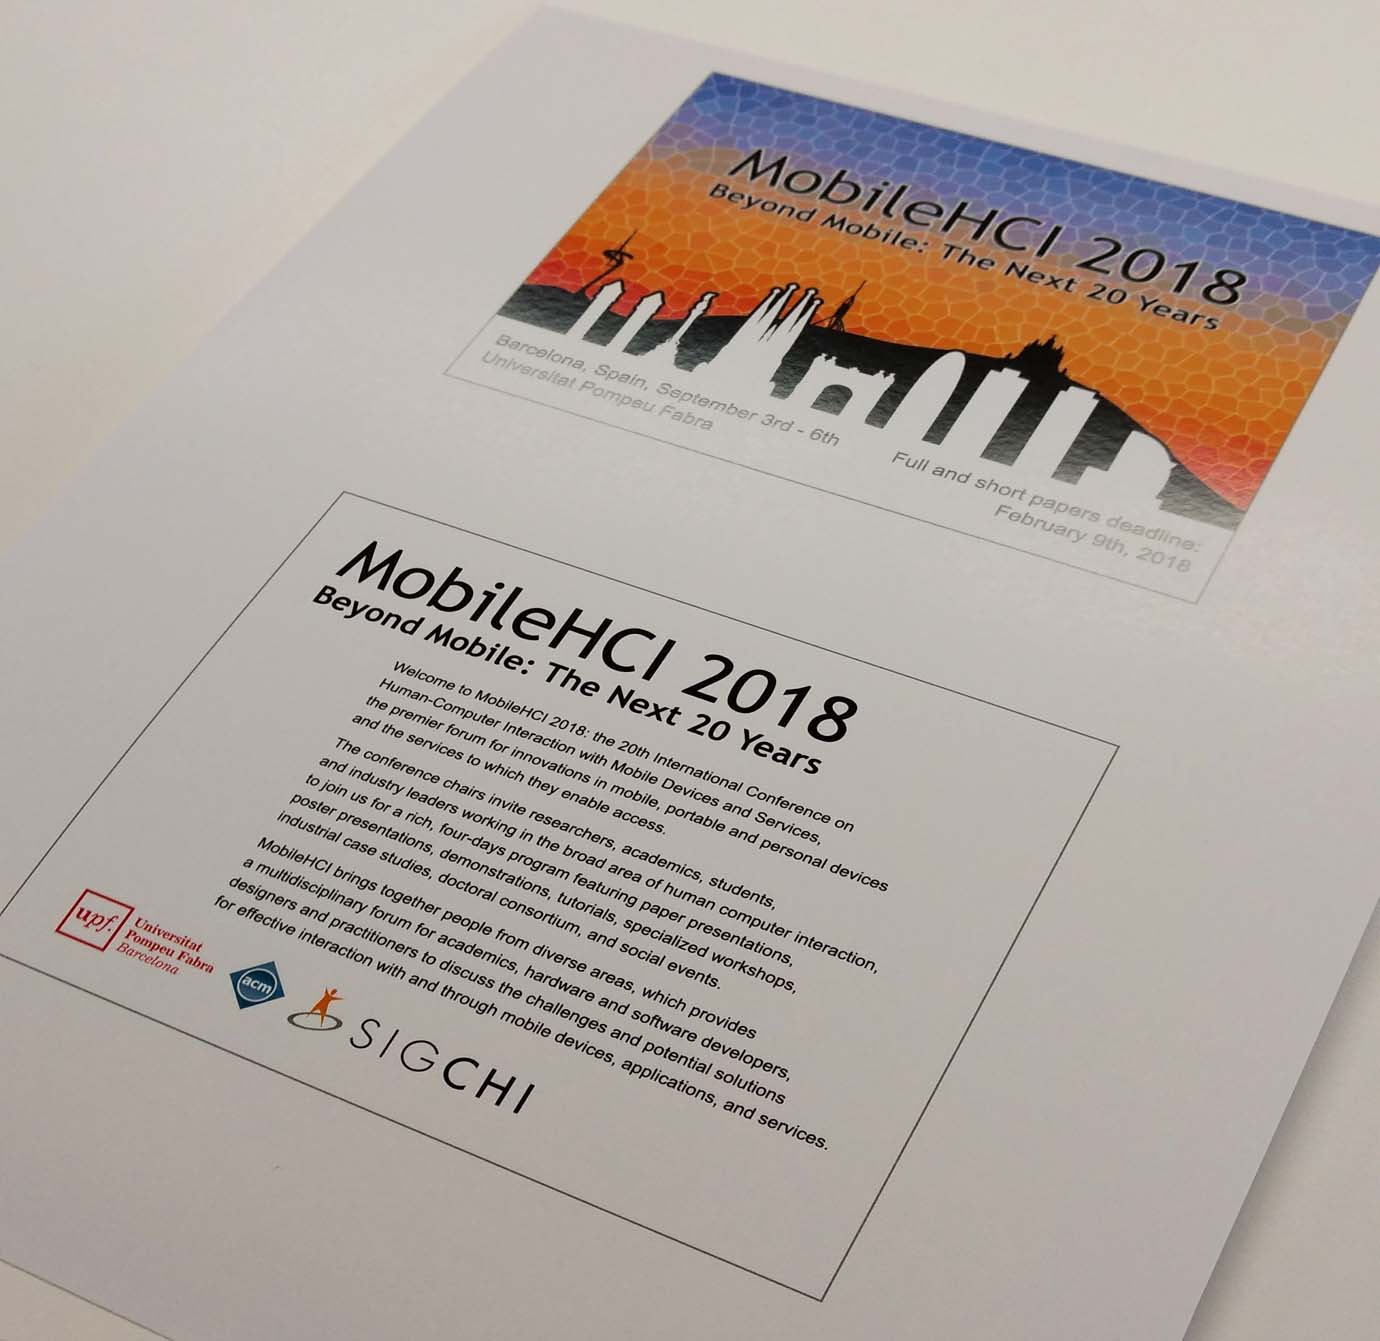 MobileHCI 2018
Beyond Mobile: The Next 20 Years
Barcelona, Spain, September 3rd - 6th
Universitat Pompeu Fabra
Full and short papers deadline:
February 9th, 2018
MobileHCI 2018
Beyond Mobile: The Next 20 Years
Welcome to MobileHCI 2018: the 20th International Conference on
Human-Computer Interaction with Mobile Devices and Services,
the premier forum for innovations in mobile, portable and personal devices
and the services to which they enable access.
The conference chairs invite researchers, academics, students,
and industry leaders working in the broad area of human computer interaction,
to join us for a rich, four-days program featuring paper presentations,
poster presentations, demonstrations, tutorials, specialized workshops,
industrial case studies, doctoral consortium, and social events.
MobileHCI brings together people from diverse areas, which provides
a multidisciplinary forum for academics, hardware and software developers,
designers and practitioners to discuss the challenges and potential solutions
for effective interaction with and through mobile devices, applications, and services.
upf.
Universitat
Pompeu Fabra
Barcelona
acm
SIGCHI